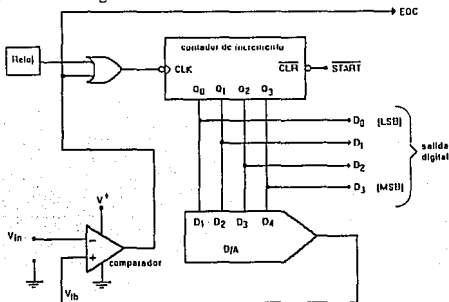 EOC
contador de incremento
Reloj
CLK
CLR
START
Q0 Q1 Q2 Q3
D0 (LSB)
D1
D2
D3 (MSB)
salida
digital
V+
Vin
-
+
comparador
D1 D2 D3 D4
D/A
Vfb